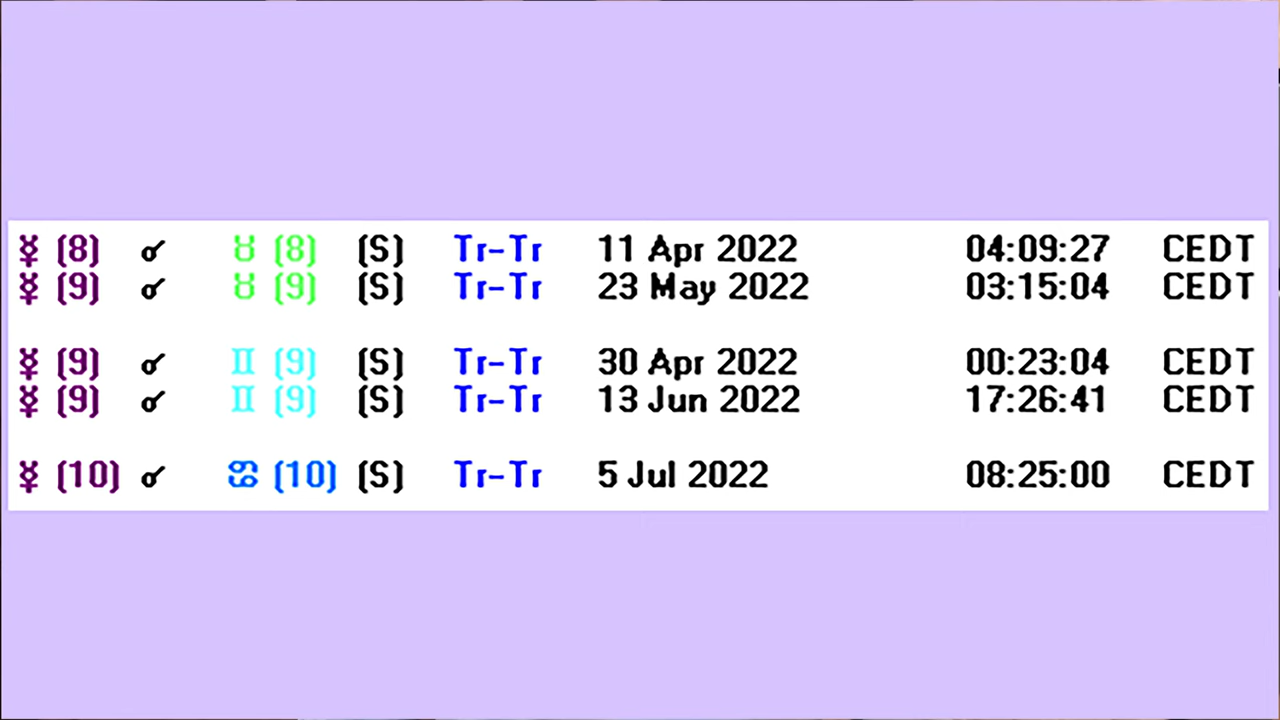 ☿ (8) ☌ ♉ (8) (S) Tr-Tr 11 Apr 2022 04:09:27 CEDT
☿ (9) ☌ ♉ (9) (S) Tr-Tr 23 May 2022 03:15:04 CEDT
☿ (9) ☌ ♊ (9) (S) Tr-Tr 30 Apr 2022 00:23:04 CEDT
☿ (9) ☌ ♊ (9) (S) Tr-Tr 13 Jun 2022 17:26:41 CEDT
☿ (10) ☌ ♋ (10) (S) Tr-Tr 5 Jul 2022 08:25:00 CEDT